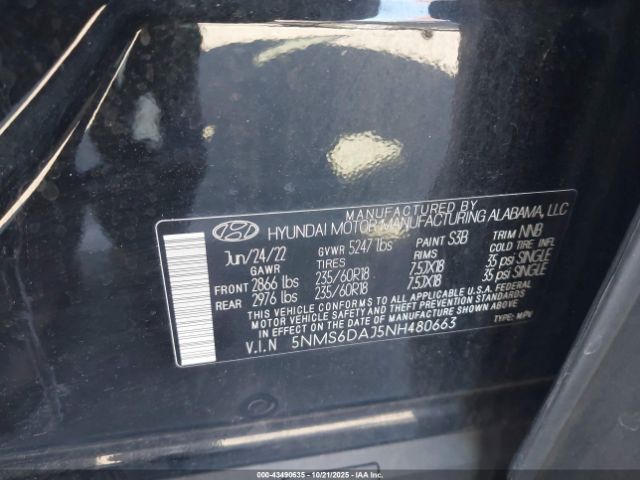 MANUFACTURED BY
HYUNDAI MOTOR MANUFACTURING ALABAMA, LLC
Jun/24/22 GVWR 5247 lbs PAINT S3B TRIM NNB
GAWR TIRES RIMS COLD TIRE INFL
FRONT 2866 lbs 235/60R18 7.5JX18 35 psi SINGLE
REAR 2976 lbs 235/60R18 7.5JX18 35 psi SINGLE
THIS VEHICLE CONFORMS TO ALL APPLICABLE U.S.A. FEDERAL
MOTOR VEHICLE SAFETY AND THEFT PREVENTION STANDARDS
IN EFFECT ON THE DATE OF MANUFACTURE SHOWN ABOVE.
V.I.N 5NMS6DAJ5NH480663 TYPE: MPV
000-43490635 - 10/21/2025 - IAAI.COM